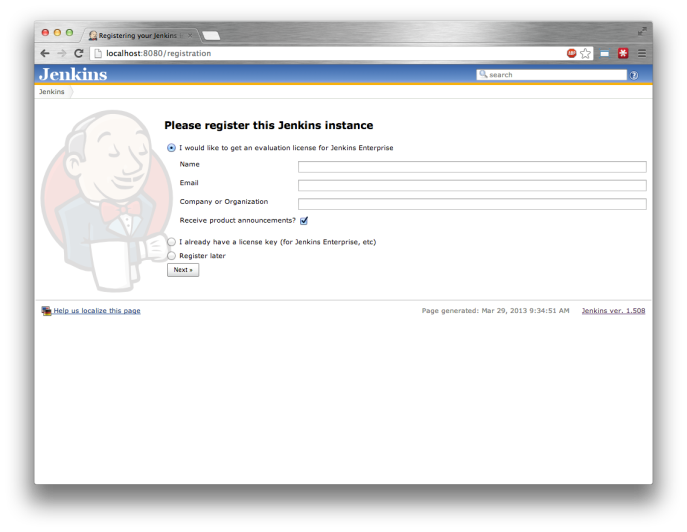 Registering your Jenkins
localhost:8080/registration
Jenkins
search
Jenkins
Please register this Jenkins instance
I would like to get an evaluation license for Jenkins Enterprise
Name
Email
Company or Organization
Receive product announcements?
I already have a license key (for Jenkins Enterprise, etc)
Register later
Next »
Help us localize this page
Page generated: Mar 29, 2013 9:34:51 AM Jenkins ver. 1.508